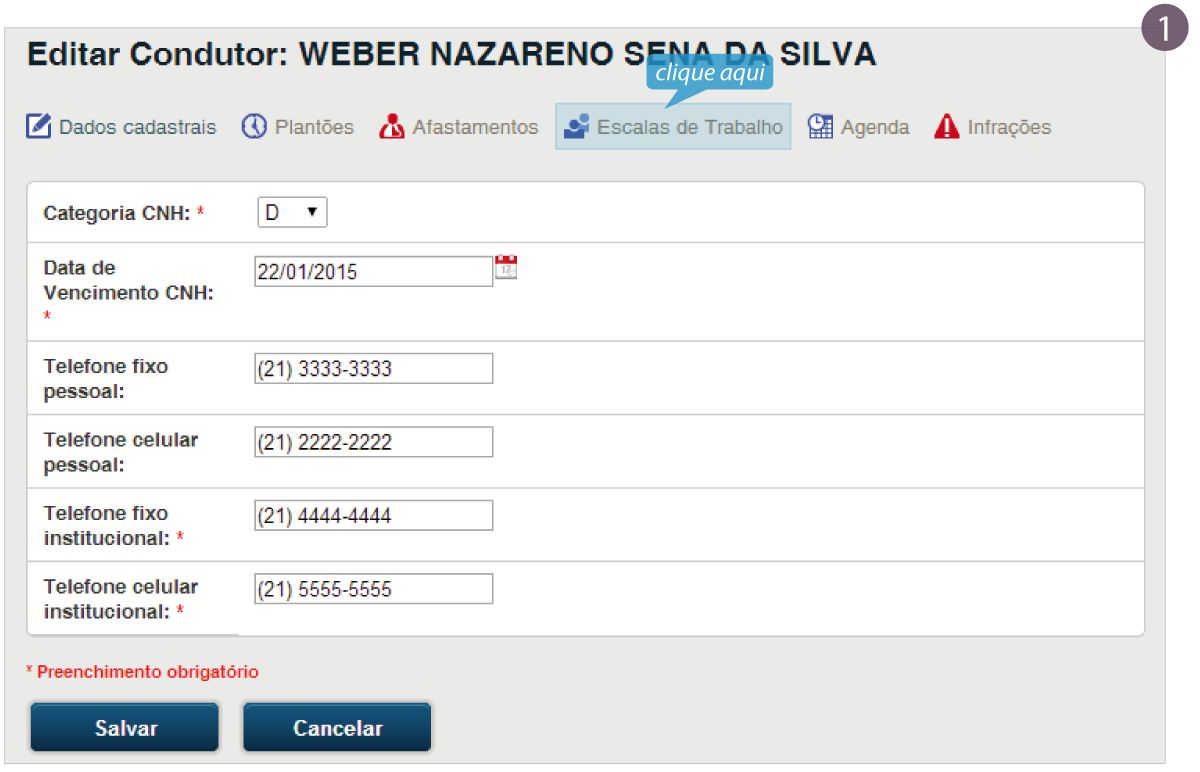 1
Editar Condutor: WEBER NAZARENO SENA DA SILVA
clique aqui
Dados cadastrais Plantões Afastamentos Escalas de Trabalho Agenda Infrações
Categoria CNH: * D
Data de
Vencimento CNH:
*
22/01/2015
17
Telefone fixo
pessoal:
(21) 3333-3333
Telefone celular
pessoal:
(21) 2222-2222
Telefone fixo
institucional: *
(21) 4444-4444
Telefone celular
institucional: *
(21) 5555-5555
* Preenchimento obrigatório
Salvar Cancelar